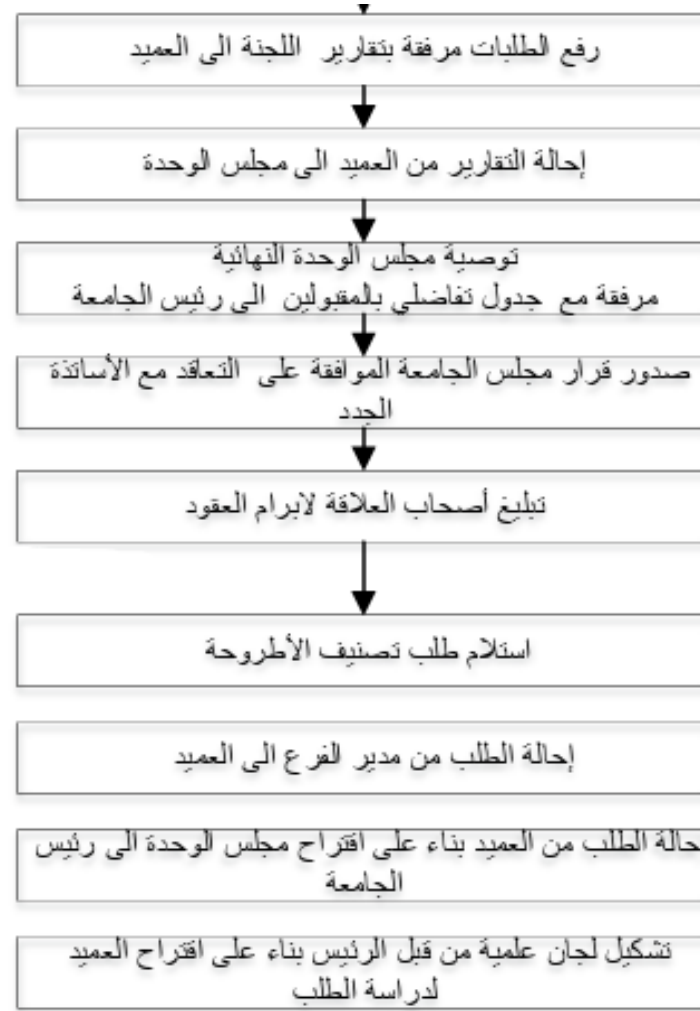 رفع الطلبات مرفقة بتقارير اللجنة الى العميد
إحالة التقارير من العميد الى مجلس الوحدة
توصية مجلس الوحدة النهائية
مرفقة مع جدول تفاضلي بالمقبولين الى رئيس الجامعة
صدور قرار مجلس الجامعة الموافقة على التعاقد مع الأساتذة
الجدد
تبليغ أصحاب العلاقة لابرام العقود
استلام طلب تصنيف الأطروحة
إحالة الطلب من مدير الفرع الى العميد
حالة الطلب من العميد بناء على اقتراح مجلس الوحدة الى رئيس
الجامعة
تشكيل لجان علمية من قبل الرئيس بناء على اقتراح العميد
لدراسة الطلب